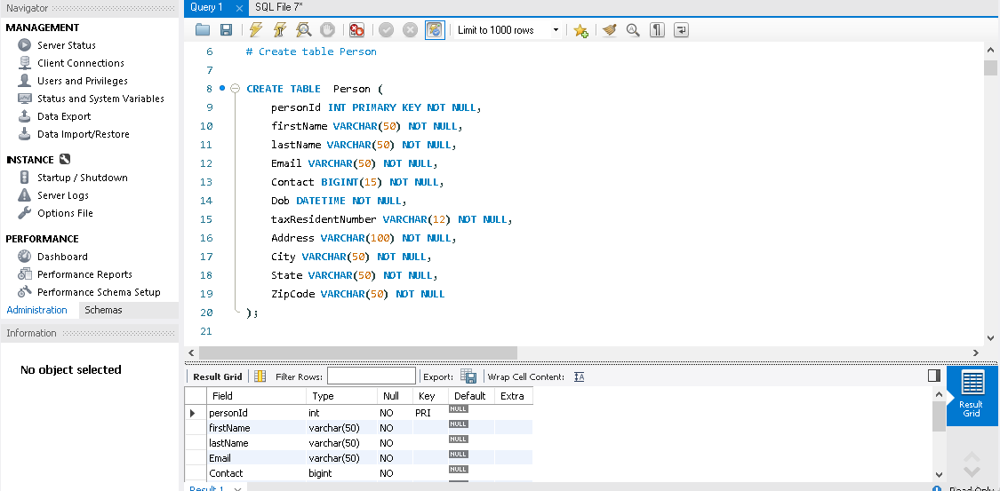 Navigator
MANAGEMENT
Server Status
Client Connections
Users and Privileges
Status and System Variables
Data Export
Data Import/Restore
INSTANCE
Startup / Shutdown
Server Logs
Options File
PERFORMANCE
Dashboard
Performance Reports
Performance Schema Setup
Administration Schemas
Information
No object selected
Query 1 SQL File 7*
Limit to 1000 rows
6 # Create table Person
7
8 CREATE TABLE Person (
9 personId INT PRIMARY KEY NOT NULL,
10 firstName VARCHAR(50) NOT NULL,
11 lastName VARCHAR(50) NOT NULL,
12 Email VARCHAR(50) NOT NULL,
13 Contact BIGINT(15) NOT NULL,
14 Dob DATETIME NOT NULL,
15 taxResidentNumber VARCHAR(12) NOT NULL,
16 Address VARCHAR(100) NOT NULL,
17 City VARCHAR(50) NOT NULL,
18 State VARCHAR(50) NOT NULL,
19 ZipCode VARCHAR(50) NOT NULL
20 );
21
Result Grid Filter Rows: Export: Wrap Cell Content:
Field Type Null Key Default Extra
personId int NO PRI NULL
firstName varchar(50) NO NULL
lastName varchar(50) NO NULL
Email varchar(50) NO NULL
Contact bigint NO NULL
Result
Grid
Result 1
Read Only